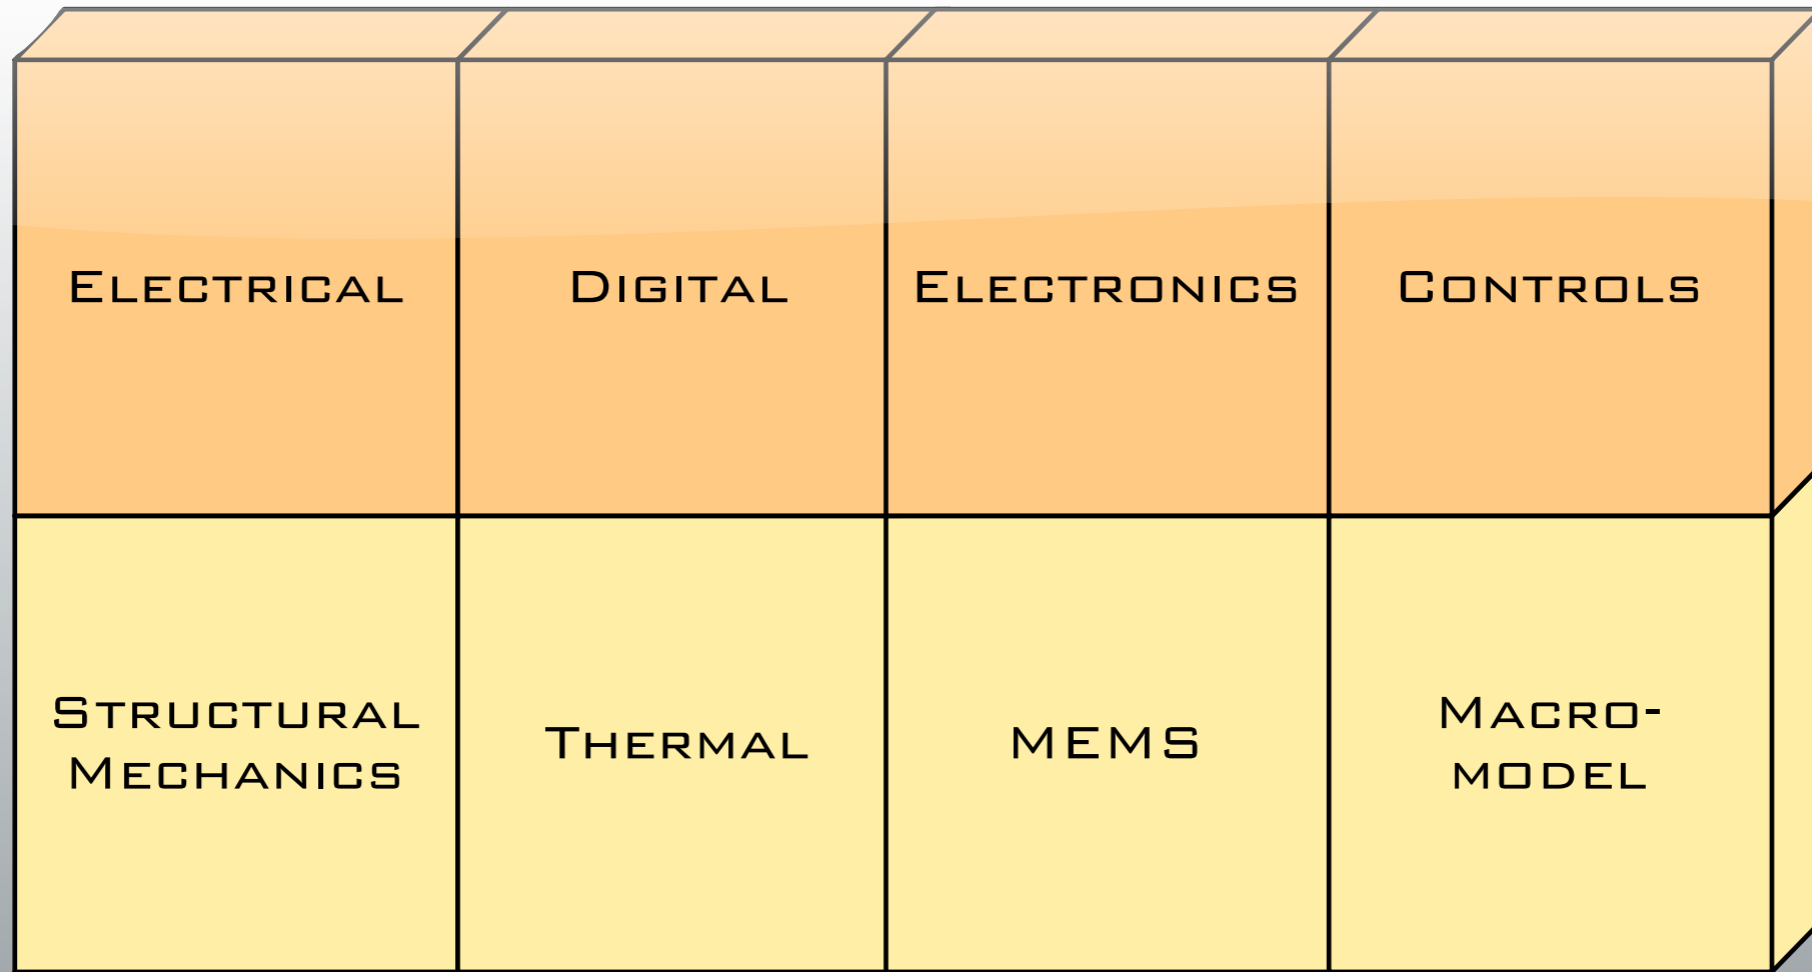 Electrical
Digital
Electronics
Controls
Structural
Mechanics
Thermal
MEMS
Macro-
model